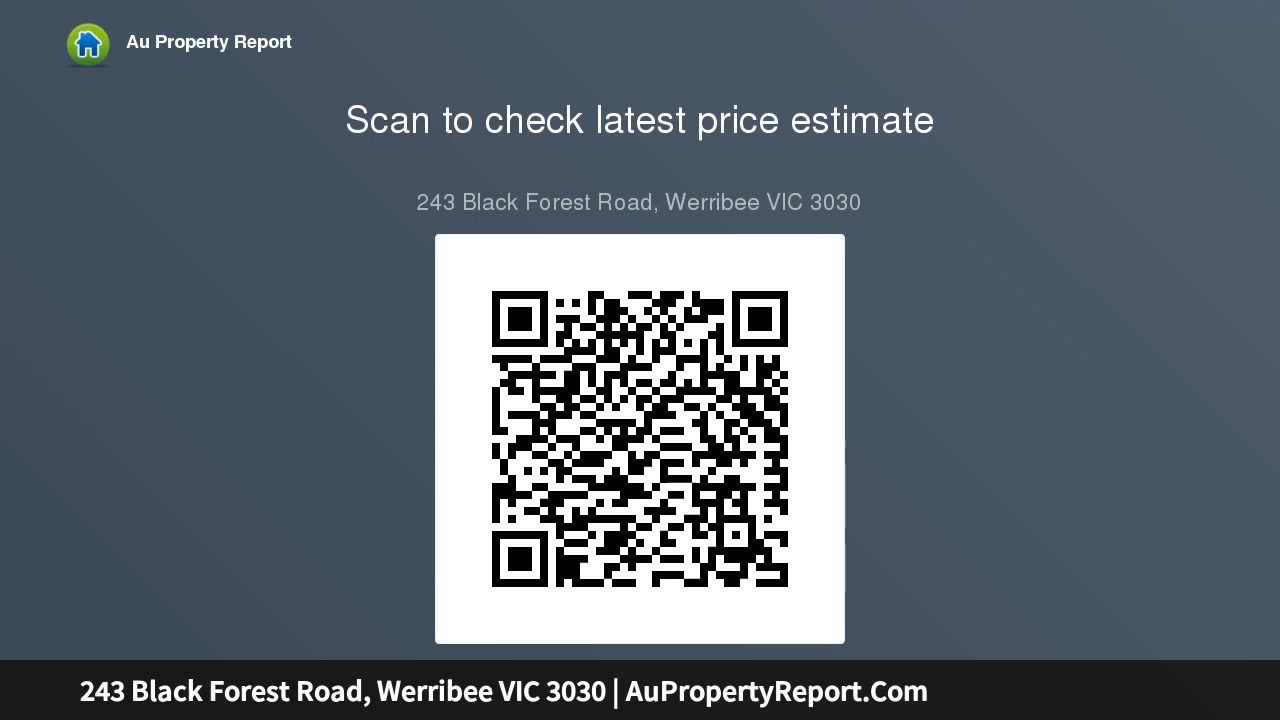 Au Property Report
Scan to check latest price estimate
243 Black Forest Road, Werribee VIC 3030
243 Black Forest Road, Werribee VIC 3030 | AuPropertyReport.Com